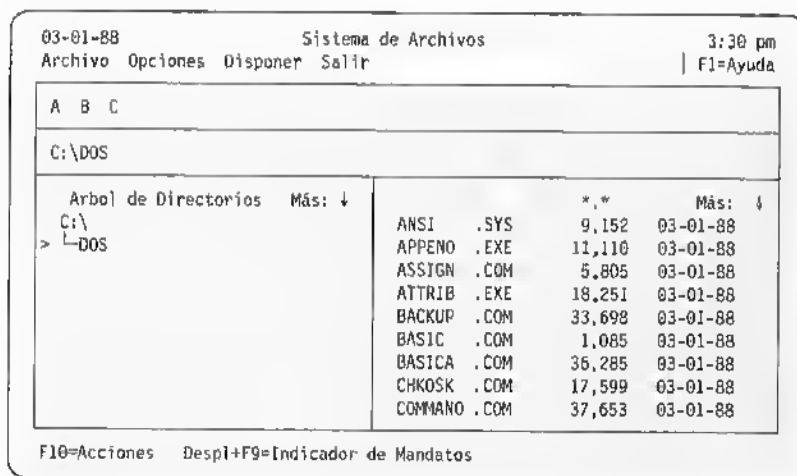 03-01-88 Sistema de Archivos 3:30 pm
Archivo Opciones Disponer Salir | F1=Ayuda
A B C
C:\DOS
Arbol de Directorios Más: ↓
C:\
> └─DOS
*.* Más: ↓
ANSI .SYS 9,152 03-01-88
APPEND .EXE 11,110 03-01-88
ASSIGN .COM 5,805 03-01-88
ATTRIB .EXE 18,251 03-01-88
BACKUP .COM 33,698 03-01-88
BASIC .COM 1,085 03-01-88
BASICA .COM 36,285 03-01-88
CHKDSK .COM 17,599 03-01-88
COMMAND .COM 37,653 03-01-88
F10=Acciones Despl+F9=Indicador de Mandatos